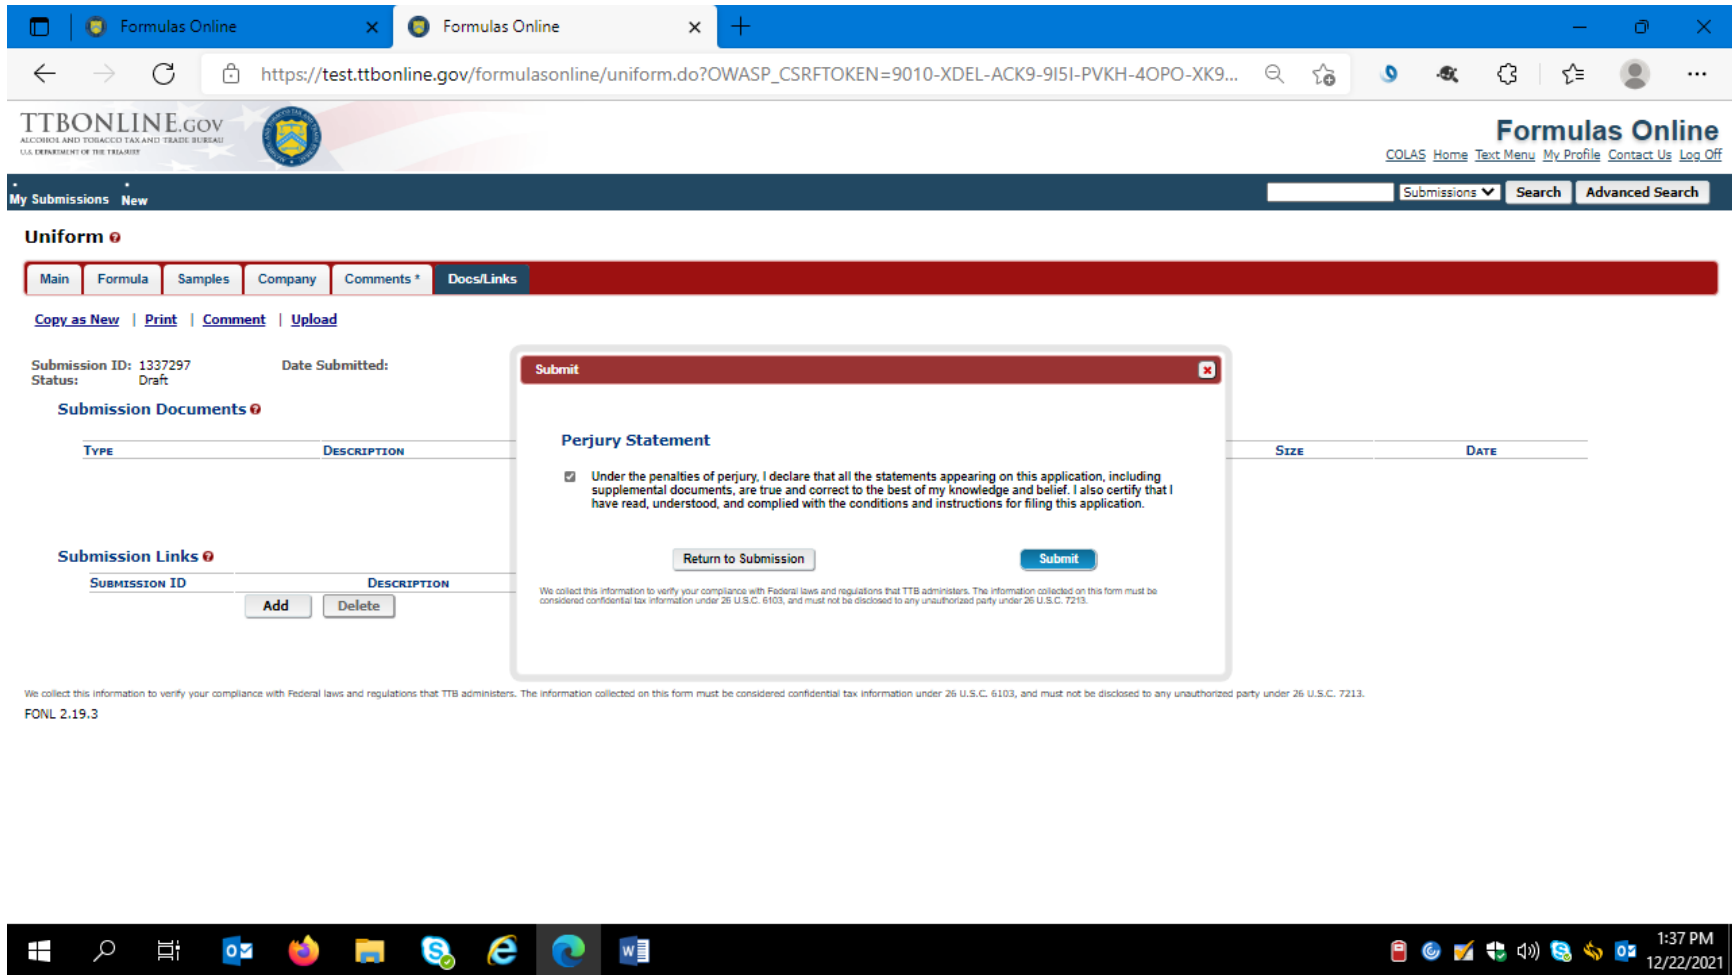 Formulas Online
Formulas Online
https://test.ttbonline.gov/formulasonline/uniform.do?OWASP_CSRFTOKEN=9010-XDEL-ACK9-9I5I-PVKH-4OPO-XK9...
TTBONLINE.GOV
ALCOHOL AND TOBACCO TAX AND TRADE BUREAU
U.S. DEPARTMENT OF THE TREASURY
Formulas Online
COLAS Home Text Menu My Profile Contact Us Log Off
My Submissions New
Submissions Search Advanced Search
Uniform
Main Formula Samples Company Comments * Docs/Links
Copy as New | Print | Comment | Upload
Submission ID: 1337297 Date Submitted:
Status: Draft
Submission Documents
TYPE DESCRIPTION SIZE DATE
Submission Links
SUBMISSION ID DESCRIPTION
Add Delete
Submit
Perjury Statement
Under the penalties of perjury, I declare that all the statements appearing on this application, including
supplemental documents, are true and correct to the best of my knowledge and belief. I also certify that I
have read, understood, and complied with the conditions and instructions for filing this application.
Return to Submission Submit
We collect this information to verify your compliance with Federal laws and regulations that TTB administers. The information collected on this form must be
considered confidential tax information under 26 U.S.C. 6103, and must not be disclosed to any unauthorized party under 26 U.S.C. 7213.
We collect this information to verify your compliance with Federal laws and regulations that TTB administers. The information collected on this form must be considered confidential tax information under 26 U.S.C. 6103, and must not be disclosed to any unauthorized party under 26 U.S.C. 7213.
FONL 2.19.3
1:37 PM
12/22/2021